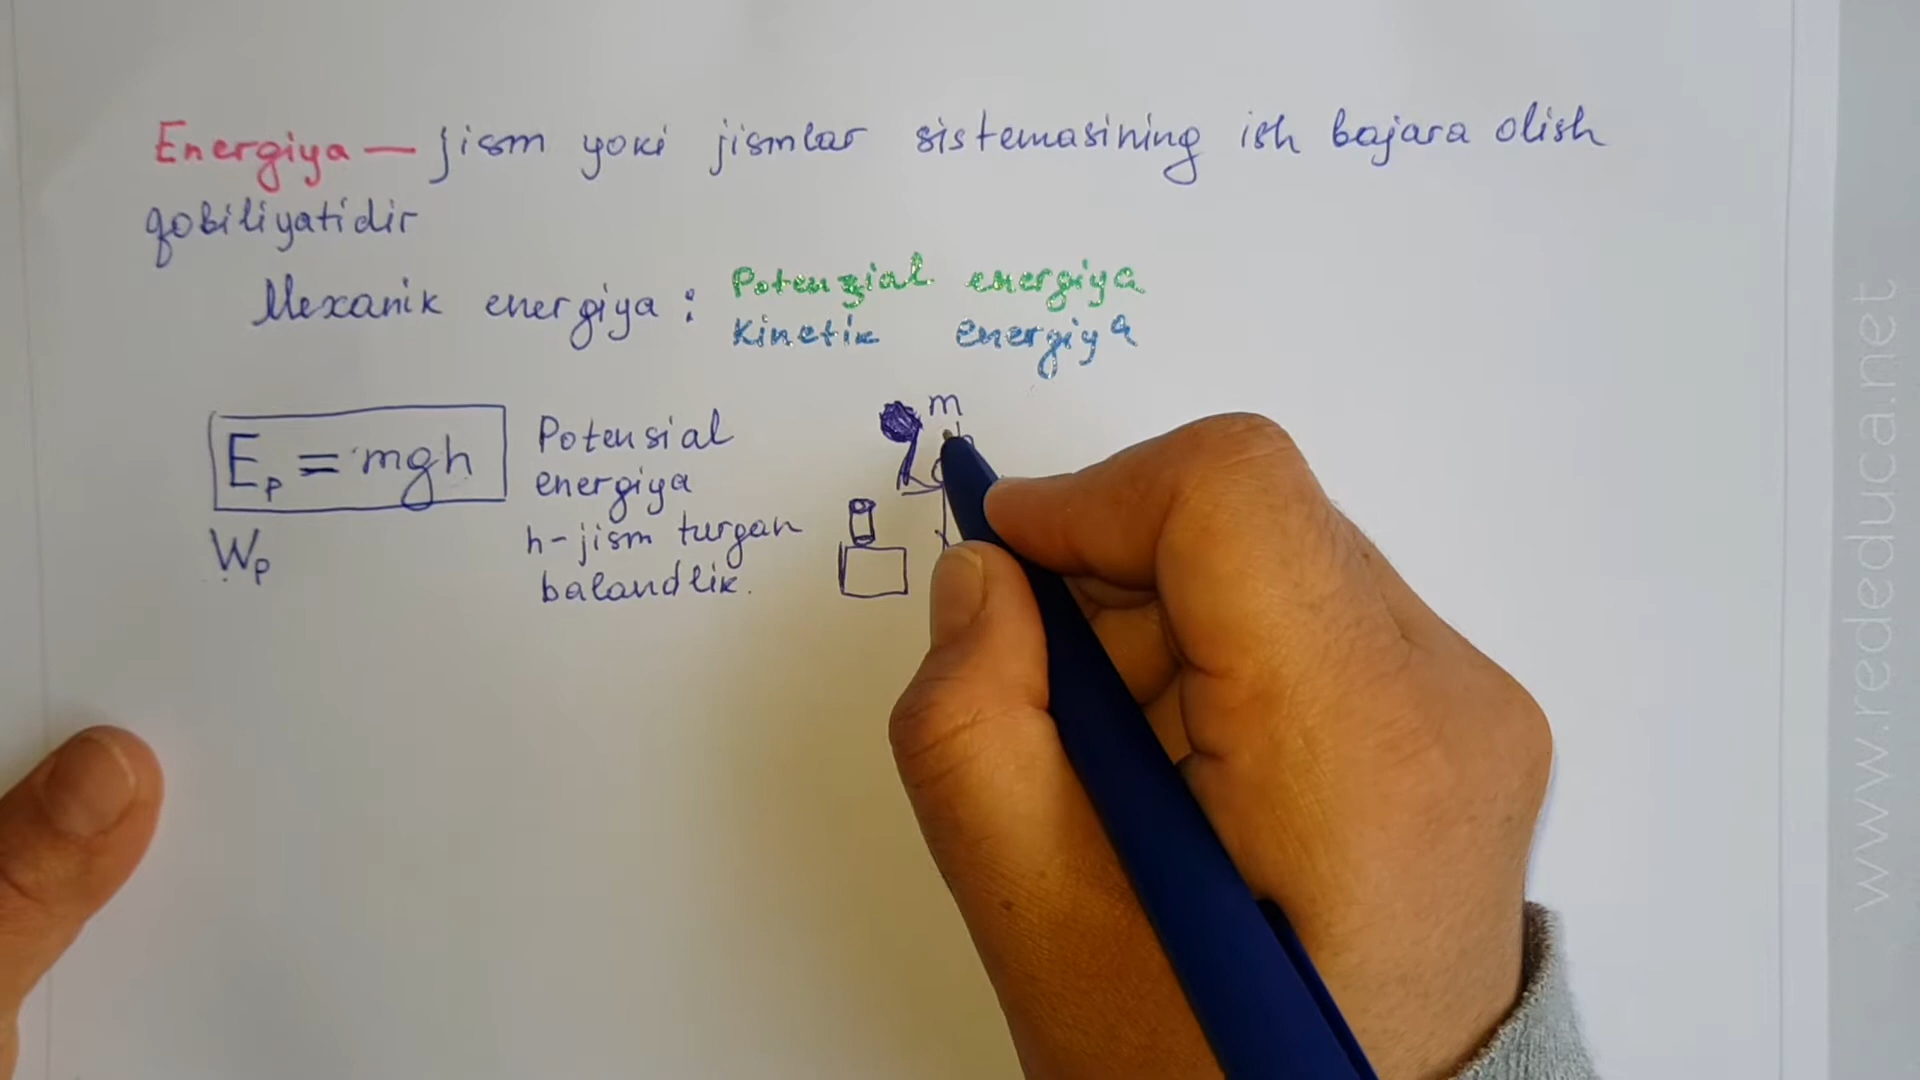 Energiya — jism yoki jismlar sistemasining ish bajara olish
qobiliyatidir
Mexanik energiya :
Potenzial energiya
Kinetik energiya
Ep = mgh
Wp
Potensial
energiya
h-jism turgan
balandlik.
m
www.rededuca.net